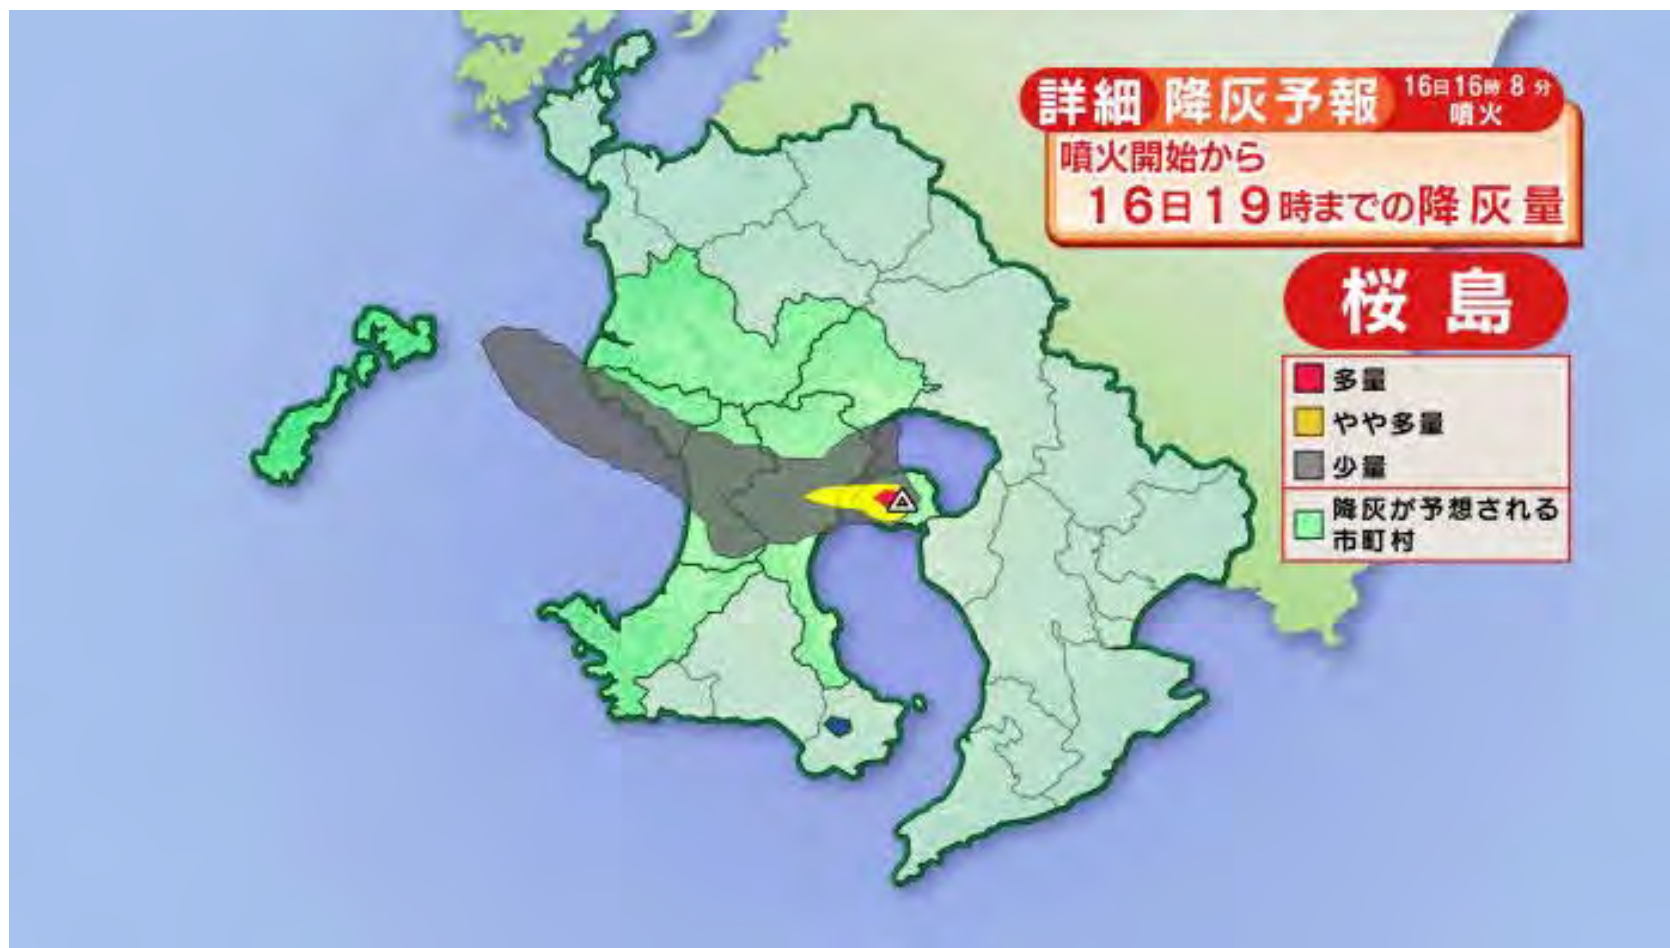 詳細 降灰予報 16日16時8分
噴火
噴火開始から
16日19時までの降灰量
桜島
多量
やや多量
少量
降灰が予想される
市町村